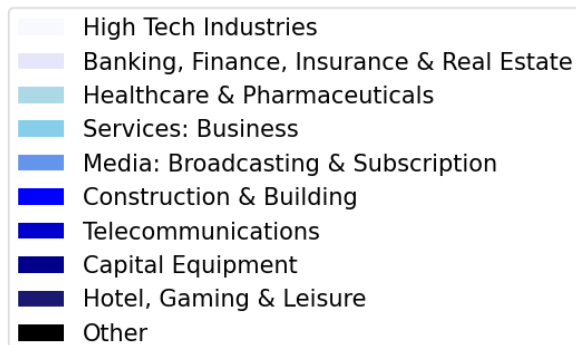 High Tech Industries
Banking, Finance, Insurance & Real Estate
Healthcare & Pharmaceuticals
Services: Business
Media: Broadcasting & Subscription
Construction & Building
Telecommunications
Capital Equipment
Hotel, Gaming & Leisure
Other